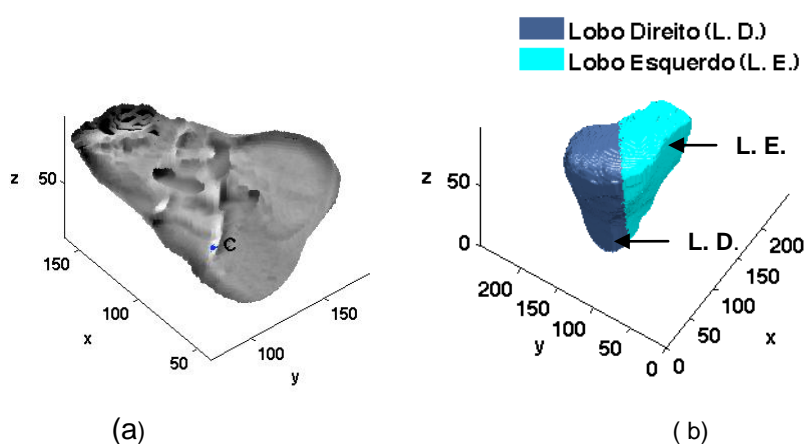 Lobo Direito (L. D.)
Lobo Esquerdo (L. E.)
z
50
C
150
100
50
x
100
150
y
L. E.
L. D.
z
50
0
200
150
100
50
0
y
0
50
100
150
200
x
(a)
( b)